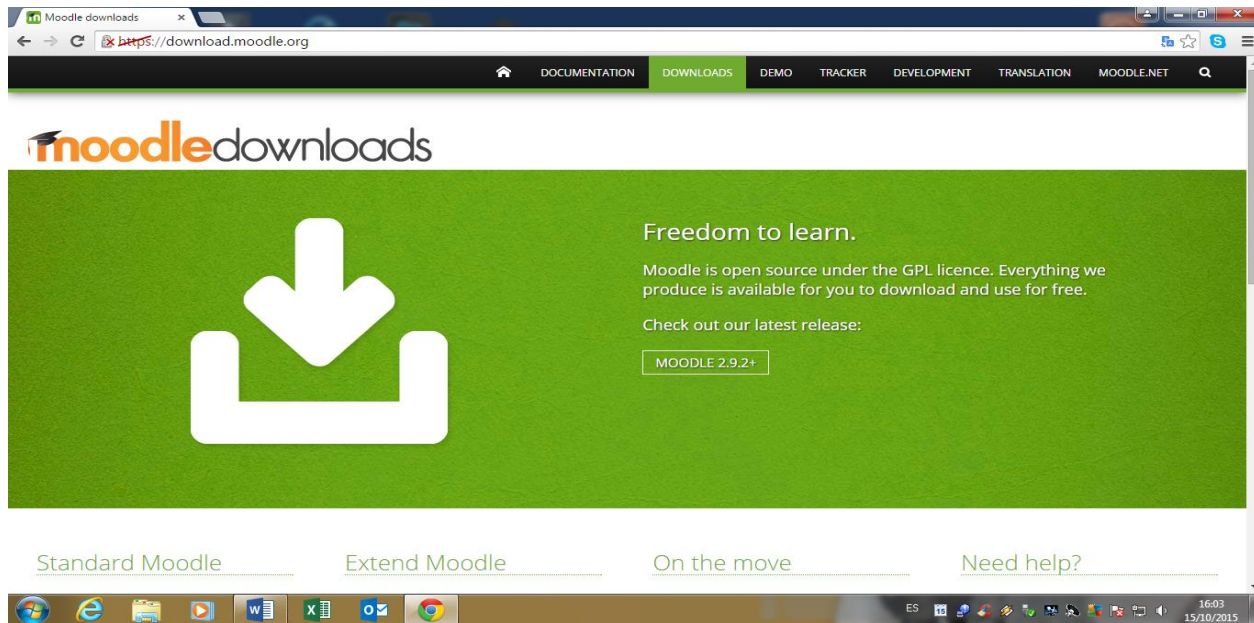 Moodle downloads
https://download.moodle.org
DOCUMENTATION DOWNLOADS DEMO TRACKER DEVELOPMENT TRANSLATION MOODLE.NET
moodledownloads
Freedom to learn.
Moodle is open source under the GPL licence. Everything we
produce is available for you to download and use for free.
Check out our latest release:
MOODLE 2.9.2+
Standard Moodle Extend Moodle On the move Need help?
ES 16:03
15/10/2015